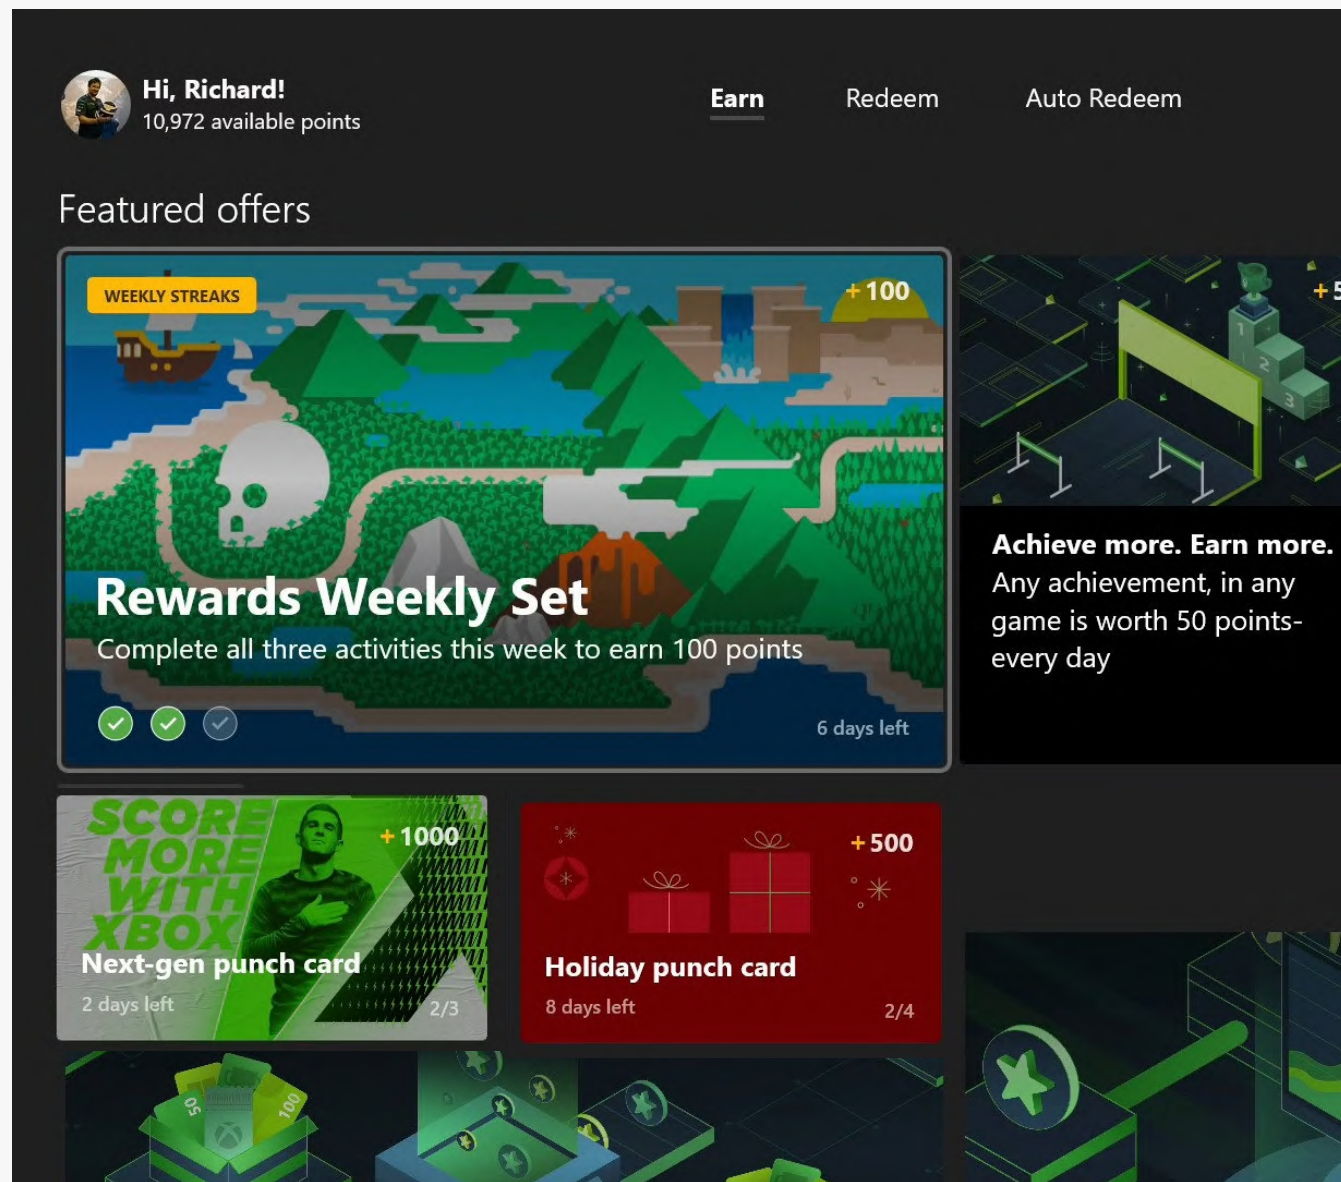 Hi, Richard!
10,972 available points
Earn
Redeem
Auto Redeem
Featured offers
WEEKLY STREAKS
+100
Rewards Weekly Set
Complete all three activities this week to earn 100 points
6 days left
1
2
3
Achieve more. Earn more.
Any achievement, in any
game is worth 50 points-
every day
SCORE
MORE
WITH
XBOX
+1000
Next-gen punch card
2 days left
2/3
+500
Holiday punch card
8 days left
2/4
50
100